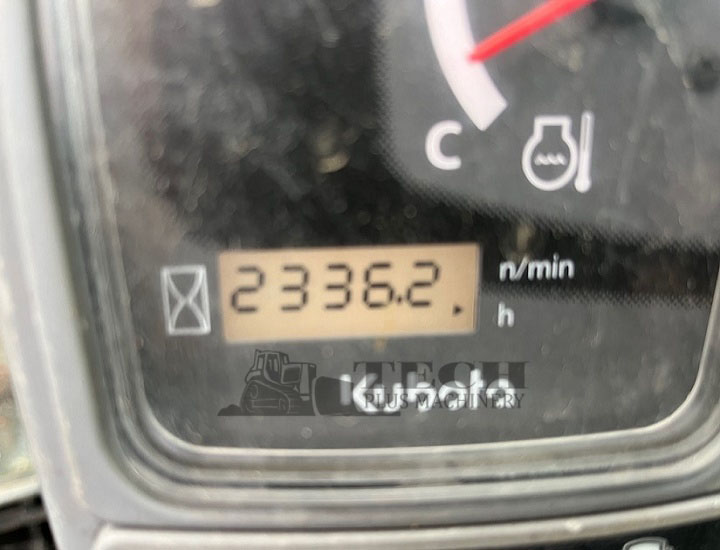 C
2336.2
n/min
h
Kubota
TECH
PLUS MACHINERY